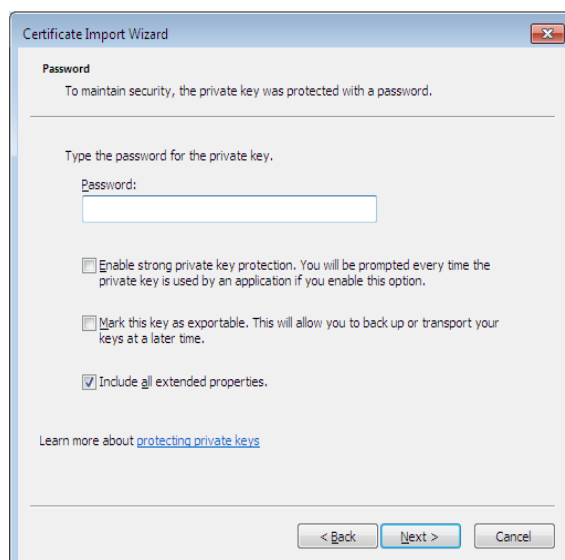 Certificate Import Wizard
Password
To maintain security, the private key was protected with a password.
Type the password for the private key.
Password:
Enable strong private key protection. You will be prompted every time the
private key is used by an application if you enable this option.
Mark this key as exportable. This will allow you to back up or transport your
keys at a later time.
Include all extended properties.
Learn more about protecting private keys
< Back
Next >
Cancel